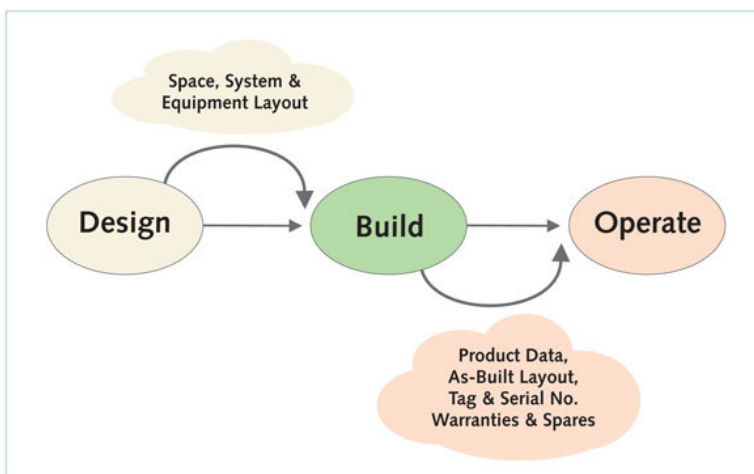 Space, System &
Equipment Layout
Design
Build
Operate
Product Data,
As-Built Layout,
Tag & Serial No.
Warranties & Spares